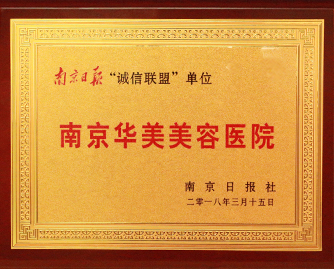 南京日报“诚信联盟”单位
南京华美美容医院
南京日报社
二零一八年三月十五日